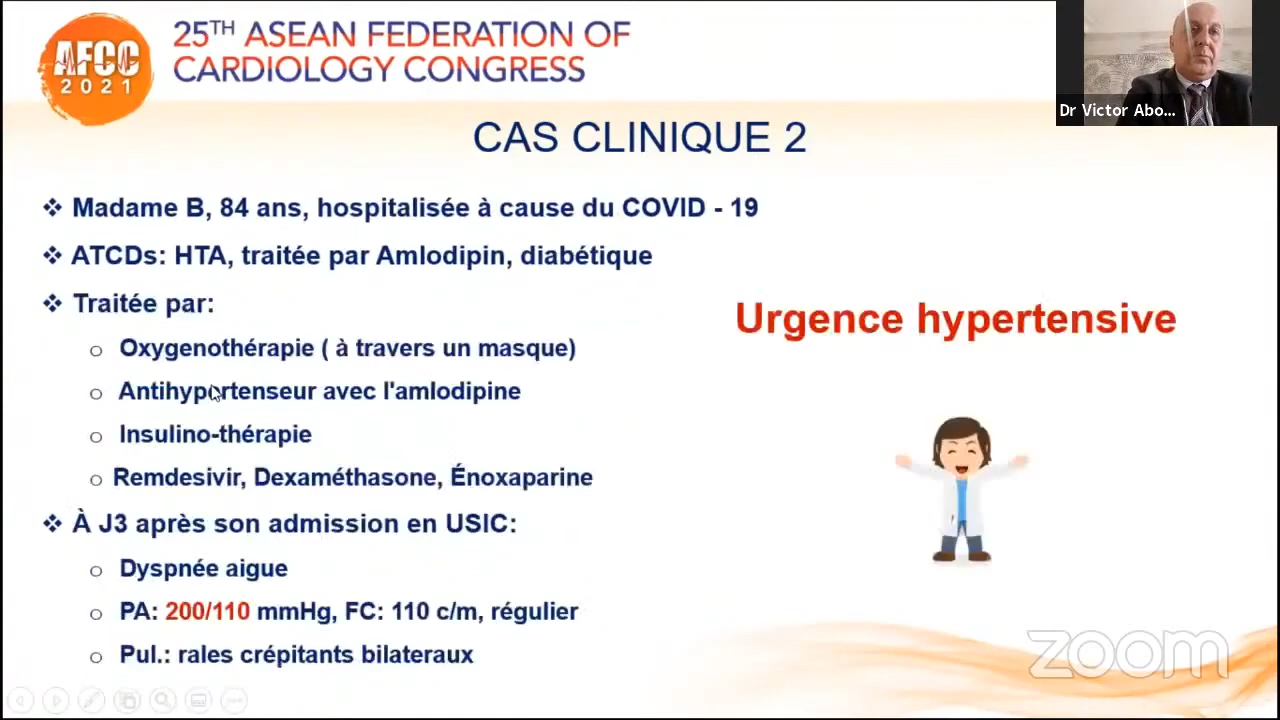 AFCC
2021
25TH ASEAN FEDERATION OF
CARDIOLOGY CONGRESS
Dr Victor Abo...
CAS CLINIQUE 2
❖ Madame B, 84 ans, hospitalisée à cause du COVID - 19
❖ ATCDs: HTA, traitée par Amlodipin, diabétique
❖ Traitée par:
o Oxygenothérapie ( à travers un masque)
o Antihypertenseur avec l'amlodipine
o Insulino-thérapie
o Remdesivir, Dexaméthasone, Énoxaparine
❖ À J3 après son admission en USIC:
o Dyspnée aigue
o PA: 200/110 mmHg, FC: 110 c/m, régulier
o Pul.: rales crépitants bilateraux
Urgence hypertensive
zoom